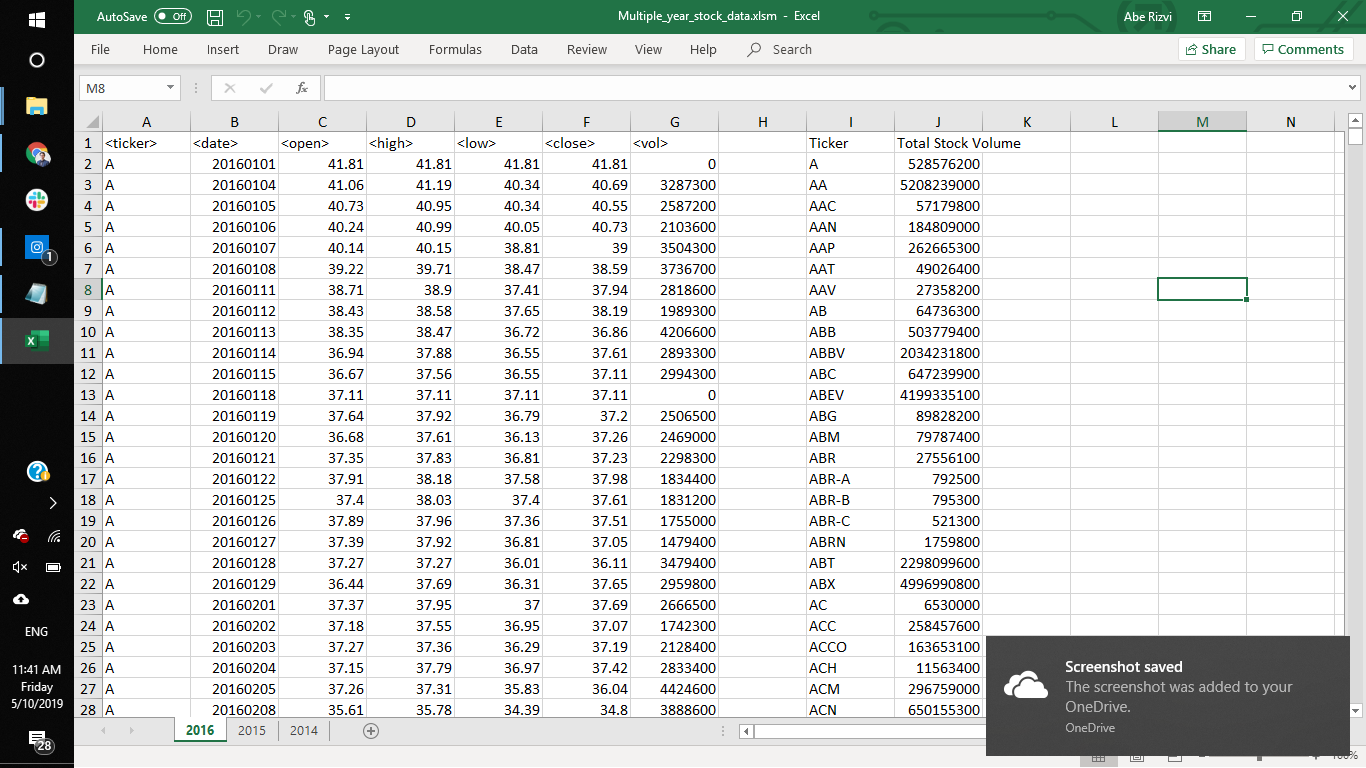 AutoSave Off Multiple_year_stock_data.xlsm - Excel Abe Rizvi
File Home Insert Draw Page Layout Formulas Data Review View Help Search Share Comments
M8 fx
A B C D E F G H I J K L M N
1 <ticker> <date> <open> <high> <low> <close> <vol> Ticker Total Stock Volume
2 A 20160101 41.81 41.81 41.81 41.81 0 A 528576200
3 A 20160104 41.06 41.19 40.34 40.69 3287300 AA 5208239000
4 A 20160105 40.73 40.95 40.34 40.55 2587200 AAC 57179800
5 A 20160106 40.24 40.99 40.05 40.73 2103600 AAN 184809000
6 A 20160107 40.14 40.15 38.81 39 3504300 AAP 262665300
7 A 20160108 39.22 39.71 38.47 38.59 3736700 AAT 49026400
8 A 20160111 38.71 38.9 37.41 37.94 2818600 AAV 27358200
9 A 20160112 38.43 38.58 37.65 38.19 1989300 AB 64736300
10 A 20160113 38.35 38.47 36.72 36.86 4206600 ABB 503779400
11 A 20160114 36.94 37.88 36.55 37.61 2893300 ABBV 2034231800
12 A 20160115 36.67 37.56 36.55 37.11 2994300 ABC 647239900
13 A 20160118 37.11 37.11 37.11 37.11 0 ABEV 4199335100
14 A 20160119 37.64 37.92 36.79 37.2 2506500 ABG 89828200
15 A 20160120 36.68 37.61 36.13 37.26 2469000 ABM 79787400
16 A 20160121 37.35 37.83 36.81 37.23 2298300 ABR 27556100
17 A 20160122 37.91 38.18 37.58 37.98 1834400 ABR-A 792500
18 A 20160125 37.4 38.03 37.4 37.61 1831200 ABR-B 795300
19 A 20160126 37.89 37.96 37.36 37.51 1755000 ABR-C 521300
20 A 20160127 37.39 37.92 36.81 37.05 1479400 ABRN 1759800
21 A 20160128 37.27 37.27 36.01 36.11 3479400 ABT 2298099600
22 A 20160129 36.44 37.69 36.31 37.65 2959800 ABX 4996990800
23 A 20160201 37.37 37.95 37 37.69 2666500 AC 6530000
24 A 20160202 37.18 37.55 36.95 37.07 1742300 ACC 258457600
25 A 20160203 37.27 37.36 36.29 37.19 2128400 ACCO 163653100
26 A 20160204 37.15 37.79 36.97 37.42 2833400 ACH 11563400
27 A 20160205 37.26 37.31 35.83 36.04 4424600 ACM 296759000
28 A 20160208 35.61 35.78 34.39 34.8 3888600 ACN 650155300
2016 2015 2014
Screenshot saved
The screenshot was added to your
OneDrive.
OneDrive
1
ENG
11:41 AM
Friday
5/10/2019
28